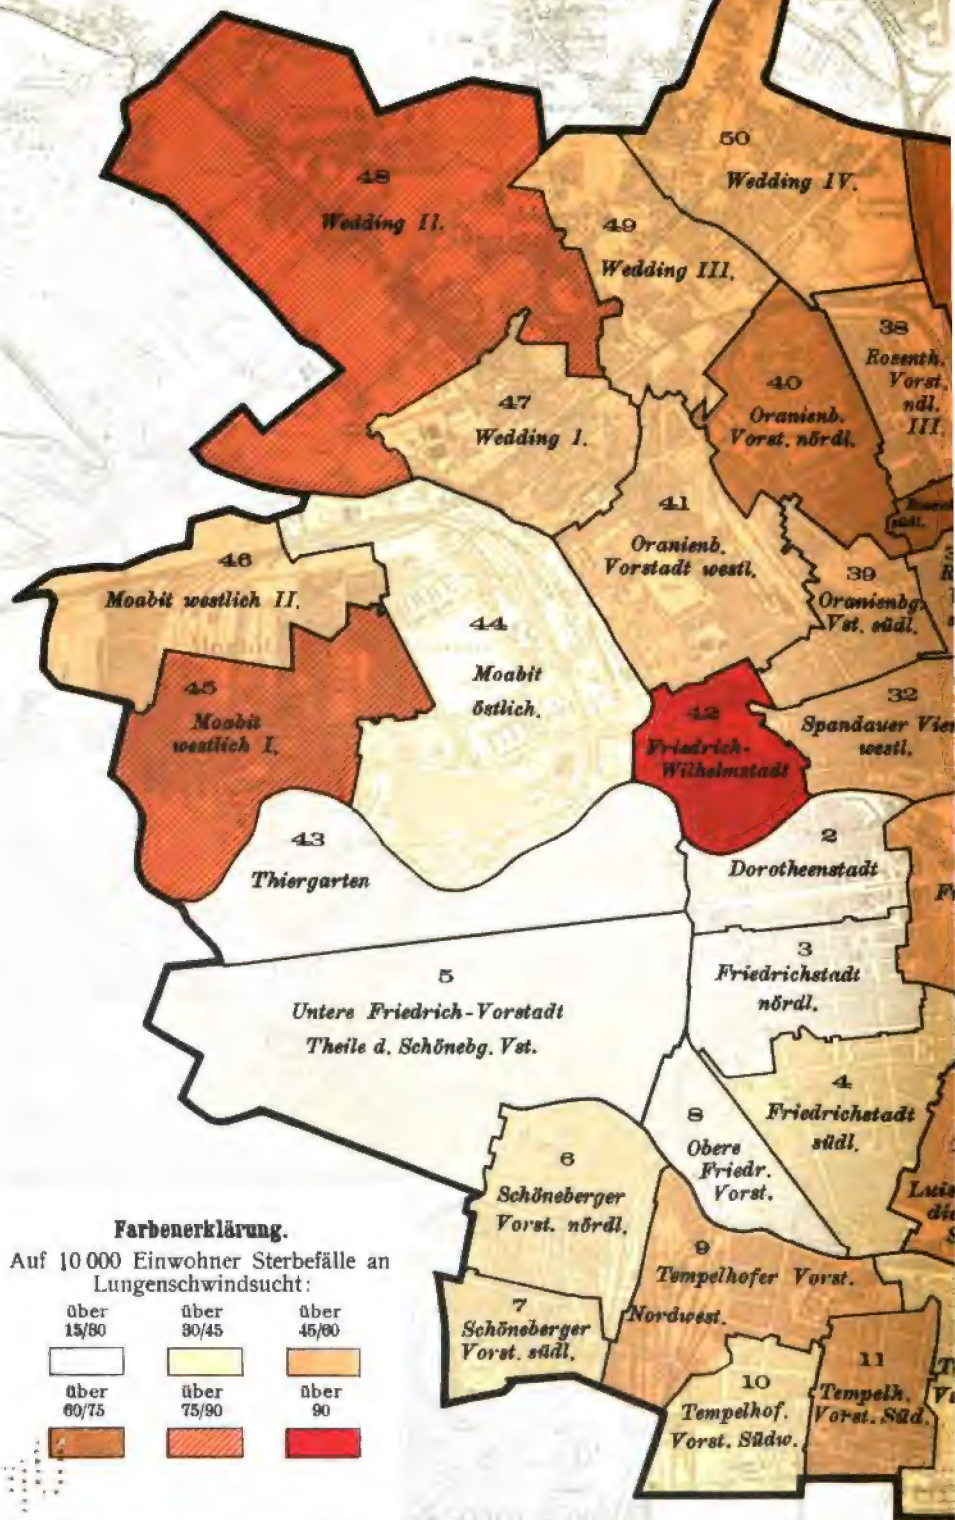 50
Wedding IV.
48
Wedding II.
49
Wedding III.
38
Rosenth.
Vorst.
ndl.
III.
40
Oranienb.
Vorst. nördl.
47
Wedding I.
41
Oranienb.
Vorstadt westl.
südl.
46
Moabit westlich II.
39
Oranienbg.
Vst. südl.
44
Moabit
östlich.
45
Moabit
westlich I.
42
Friedrich-
Wilhelmstadt
32
Spandauer Vier
westl.
43
Thiergarten
2
Dorotheenstadt
3
Friedrichstadt
nördl.
5
Untere Friedrich-Vorstadt
Theile d. Schönebg. Vst.
4
Friedrichstadt
südl.
8
Obere
Friedr.
Vorst.
6
Schöneberger
Vorst. nördl.
Luis
die
S
9
Tempelhofer Vorst.
Nordwest.
7
Schöneberger
Vorst. südl.
10
Tempelhof.
Vorst. Südw.
11
Tempelh.
Vorst. Süd.
Farbenerklärung.
Auf 10 000 Einwohner Sterbefälle an
Lungenschwindsucht:
über über über
15/30 30/45 45/60
über über über
60/75 75/90 90